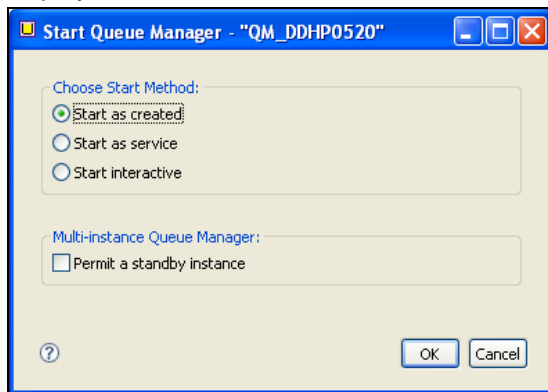 Start Queue Manager - "QM_DDHP0520"
Choose Start Method:
Start as created
Start as service
Start interactive
Multi-instance Queue Manager:
Permit a standby instance
?
OK Cancel